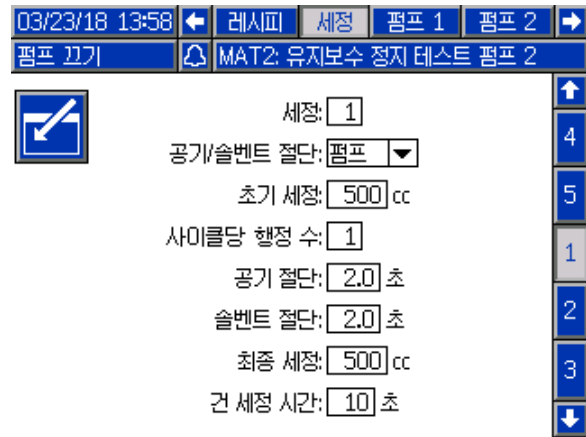 03/23/18 13:58 레시피 세정 펌프 1 펌프 2
펌프 끄기 MAT2: 유지보수 정지 테스트 펌프 2
세정: 1
4
공기/솔벤트 절단: 펌프
초기 세정: 500 cc
5
사이클당 행정 수: 1
1
공기 절단: 2.0 초
솔벤트 절단: 2.0 초
2
최종 세정: 500 cc
3
건 세정 시간: 10 초